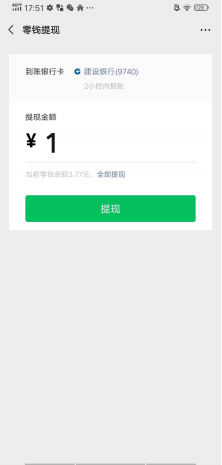 17:51
零钱提现
到账银行卡 建设银行(9740)
2小时内到账
提现金额
¥ 1
当前零钱余额3.77元，全部提现
提现